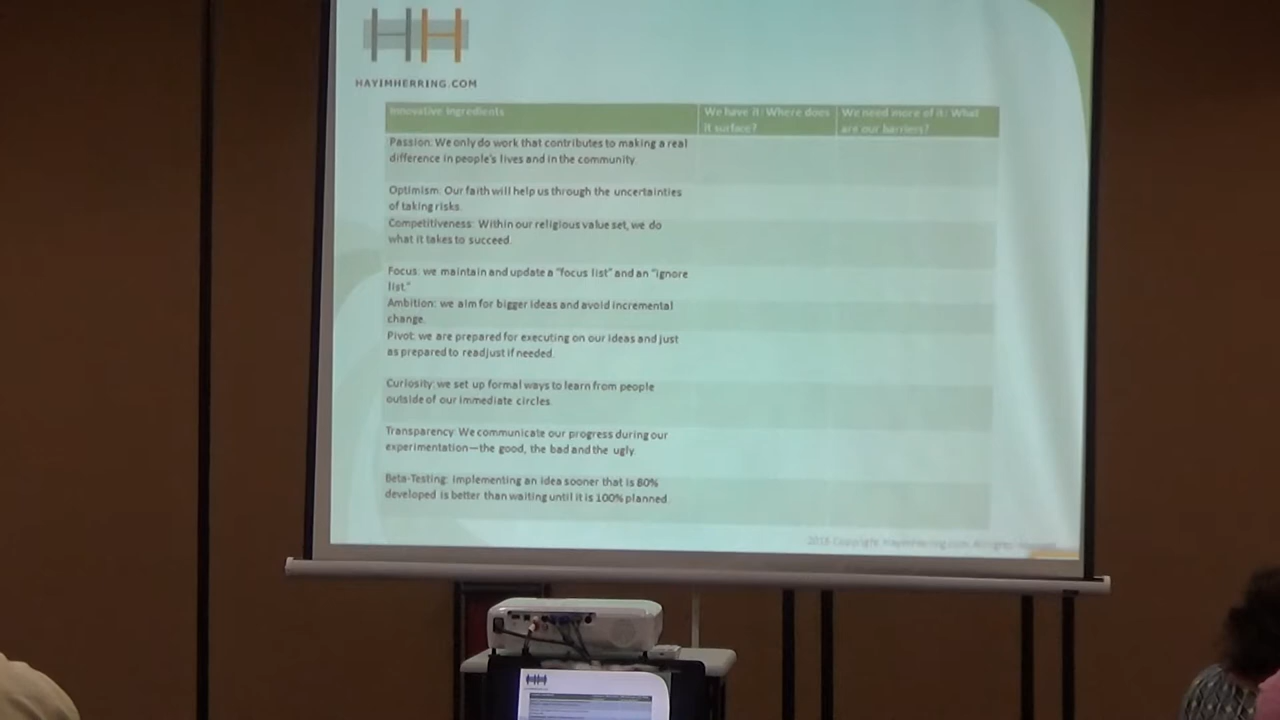 HH
HAYIMHERRING.COM
Innovative Ingredients
We have it: Where does
it surface?
We need more of it: What
are our barriers?
Passion: We only do work that contributes to making a real
difference in people's lives and in the community.
Optimism: Our faith will help us through the uncertainties
of taking risks.
Competitiveness: Within our religious value set, we do
what it takes to succeed.
Focus: we maintain and update a "focus list" and an "ignore
list."
Ambition: we aim for bigger ideas and avoid incremental
change.
Pivot: we are prepared for executing on our ideas and just
as prepared to readjust if needed.
Curiosity: we set up formal ways to learn from people
outside of our immediate circles.
Transparency: We communicate our progress during our
experimentation—the good, the bad and the ugly.
Beta-Testing: Implementing an idea sooner that is 80%
developed is better than waiting until it is 100% planned.
Copyright HayimHerring.com